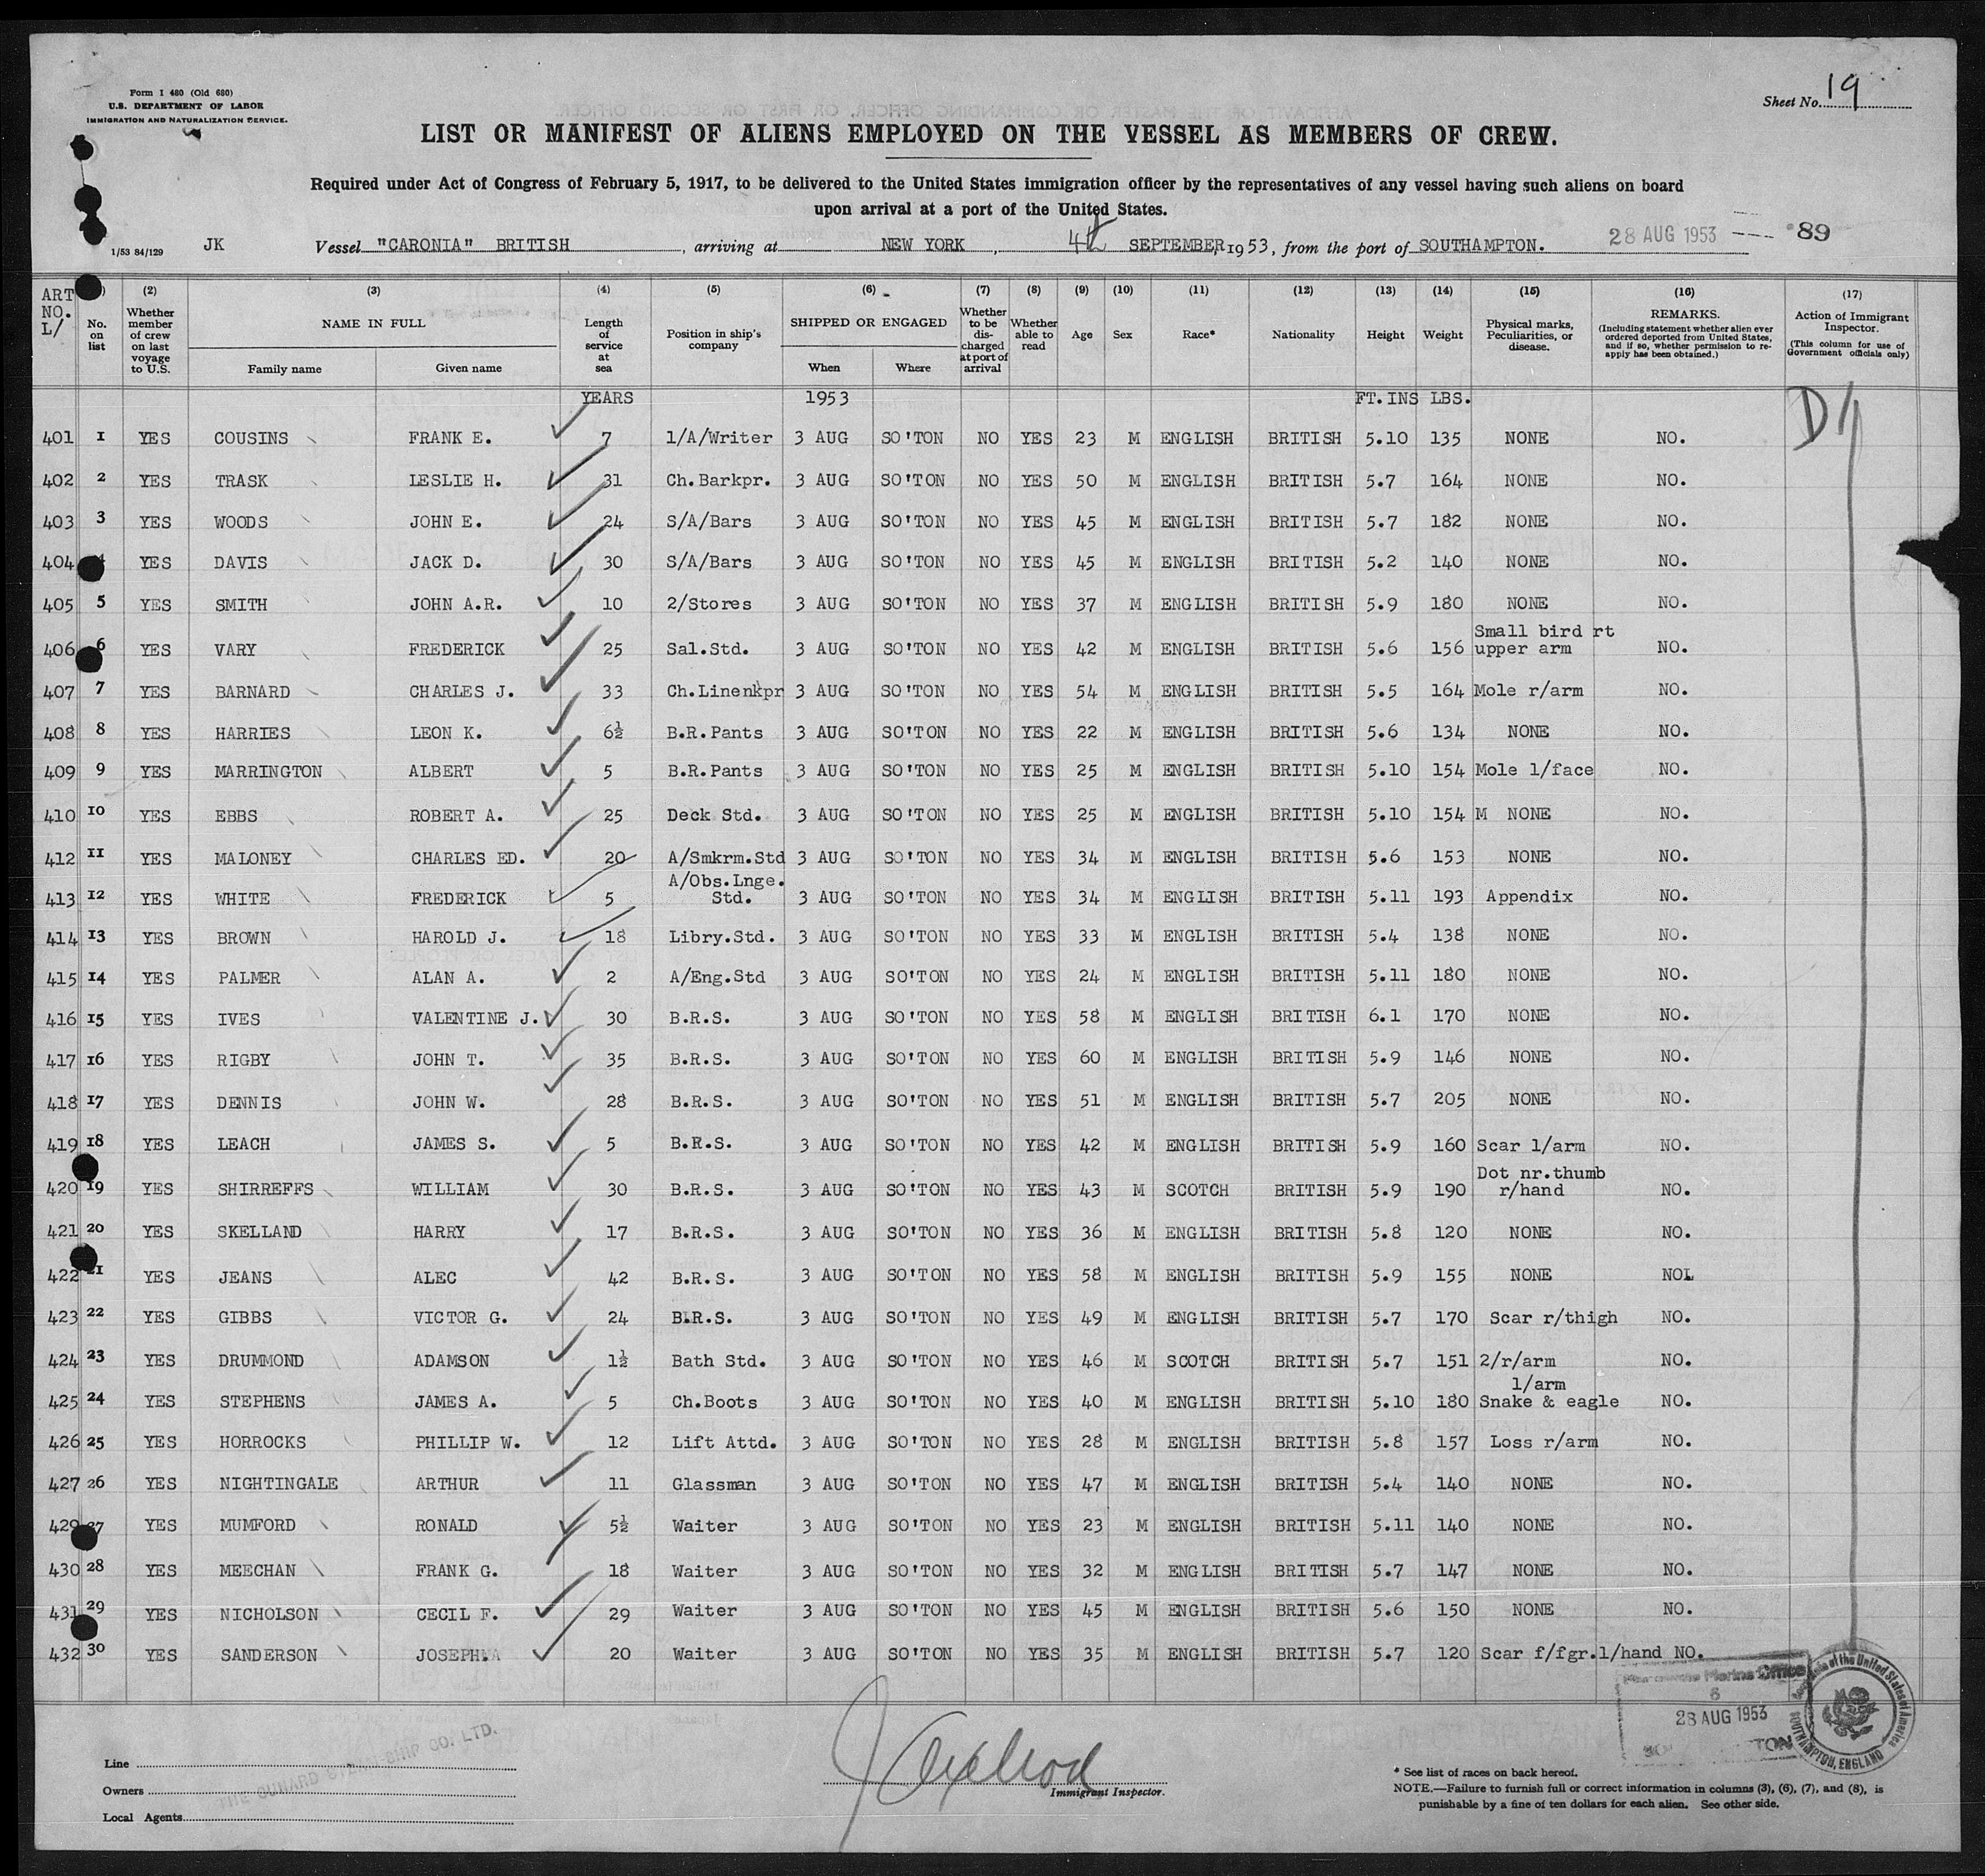 Form I 480 (Old 680)
U.S. DEPARTMENT OF LABOR
IMMIGRATION AND NATURALIZATION SERVICE.
Sheet No. 19
LIST OR MANIFEST OF ALIENS EMPLOYED ON THE VESSEL AS MEMBERS OF CREW.
Required under Act of Congress of February 5, 1917, to be delivered to the United States immigration officer by the representatives of any vessel having such aliens on board
upon arrival at a port of the United States.
1/53 84/129 JK Vessel "CARONIA" BRITISH, arriving at NEW YORK, 4th SEPTEMBER, 1953, from the port of SOUTHAMPTON. 28 AUG 1953 89
ART NO. L/ No. on list (2) Whether member of crew on last voyage to U.S. (3) NAME IN FULL Family name Given name (4) Length of service at sea (5) Position in ship's company (6) SHIPPED OR ENGAGED When Where (7) Whether to be discharged at port of arrival (8) Whether able to read (9) Age (10) Sex (11) Race* (12) Nationality (13) Height (14) Weight (15) Physical marks, Peculiarities, or disease. (16) REMARKS. (Including statement whether alien ever ordered deported from United States, and if so, whether permission to re-apply has been obtained.) (17) Action of Immigrant Inspector. (This column for use of Government officials only)
YEARS 1953 FT.INS LBS.
401 1 YES COUSINS FRANK E. 7 1/A/Writer 3 AUG SO'TON NO YES 23 M ENGLISH BRITISH 5.10 135 NONE NO.
402 2 YES TRASK LESLIE H. 31 Ch.Barkpr. 3 AUG SO'TON NO YES 50 M ENGLISH BRITISH 5.7 164 NONE NO.
403 3 YES WOODS JOHN E. 24 S/A/Bars 3 AUG SO'TON NO YES 45 M ENGLISH BRITISH 5.7 182 NONE NO.
404 YES DAVIS JACK D. 30 S/A/Bars 3 AUG SO'TON NO YES 45 M ENGLISH BRITISH 5.2 140 NONE NO.
405 5 YES SMITH JOHN A.R. 10 2/Stores 3 AUG SO'TON NO YES 37 M ENGLISH BRITISH 5.9 180 NONE NO.
406 6 YES VARY FREDERICK 25 Sal.Std. 3 AUG SO'TON NO YES 42 M ENGLISH BRITISH 5.6 156 Small bird rt upper arm NO.
407 7 YES BARNARD CHARLES J. 33 Ch.Linenkpr 3 AUG SO'TON NO YES 54 M ENGLISH BRITISH 5.5 164 Mole r/arm NO.
408 8 YES HARRIES LEON K. 6½ B.R.Pants 3 AUG SO'TON NO YES 22 M ENGLISH BRITISH 5.6 134 NONE NO.
409 9 YES MARRINGTON ALBERT 5 B.R.Pants 3 AUG SO'TON NO YES 25 M ENGLISH BRITISH 5.10 154 Mole l/face NO.
410 10 YES EBBS ROBERT A. 25 Deck Std. 3 AUG SO'TON NO YES 25 M ENGLISH BRITISH 5.10 154 M NONE NO.
412 11 YES MALONEY CHARLES ED. 20 A/Smkrm.Std 3 AUG SO'TON NO YES 34 M ENGLISH BRITISH 5.6 153 NONE NO.
413 12 YES WHITE FREDERICK 5 A/Obs.Lnge. Std. 3 AUG SO'TON NO YES 34 M ENGLISH BRITISH 5.11 193 Appendix NO.
414 13 YES BROWN HAROLD J. 18 Libry.Std. 3 AUG SO'TON NO YES 33 M ENGLISH BRITISH 5.4 138 NONE NO.
415 14 YES PALMER ALAN A. 2 A/Eng.Std 3 AUG SO'TON NO YES 24 M ENGLISH BRITISH 5.11 180 NONE NO.
416 15 YES IVES VALENTINE J. 30 B.R.S. 3 AUG SO'TON NO YES 58 M ENGLISH BRITISH 6.1 170 NONE NO.
417 16 YES RIGBY JOHN T. 35 B.R.S. 3 AUG SO'TON NO YES 60 M ENGLISH BRITISH 5.9 146 NONE NO.
418 17 YES DENNIS JOHN W. 28 B.R.S. 3 AUG SO'TON NO YES 51 M ENGLISH BRITISH 5.7 205 NONE NO.
419 18 YES LEACH JAMES S. 5 B.R.S. 3 AUG SO'TON NO YES 42 M ENGLISH BRITISH 5.9 160 Scar l/arm NO.
420 19 YES SHIRREFFS WILLIAM 30 B.R.S. 3 AUG SO'TON NO YES 43 M SCOTCH BRITISH 5.9 190 Dot nr.thumb r/hand NO.
421 20 YES SKELLAND HARRY 17 B.R.S. 3 AUG SO'TON NO YES 36 M ENGLISH BRITISH 5.8 120 NONE NO.
422 21 YES JEANS ALEC 42 B.R.S. 3 AUG SO'TON NO YES 58 M ENGLISH BRITISH 5.9 155 NONE NOL
423 22 YES GIBBS VICTOR G. 24 B.R.S. 3 AUG SO'TON NO YES 49 M ENGLISH BRITISH 5.7 170 Scar r/thigh NO.
424 23 YES DRUMMOND ADAMSON 1½ Bath Std. 3 AUG SO'TON NO YES 46 M SCOTCH BRITISH 5.7 151 2/r/arm NO.
425 24 YES STEPHENS JAMES A. 5 Ch.Boots 3 AUG SO'TON NO YES 40 M ENGLISH BRITISH 5.10 180 l/arm Snake & eagle NO.
426 25 YES HORROCKS PHILLIP W. 12 Lift Attd. 3 AUG SO'TON NO YES 28 M ENGLISH BRITISH 5.8 157 Loss r/arm NO.
427 26 YES NIGHTINGALE ARTHUR 11 Glassman 3 AUG SO'TON NO YES 47 M ENGLISH BRITISH 5.4 140 NONE NO.
429 27 YES MUMFORD RONALD 5½ Waiter 3 AUG SO'TON NO YES 23 M ENGLISH BRITISH 5.11 140 NONE NO.
430 28 YES MEECHAN FRANK G. 18 Waiter 3 AUG SO'TON NO YES 32 M ENGLISH BRITISH 5.7 147 NONE NO.
431 29 YES NICHOLSON CECIL F. 29 Waiter 3 AUG SO'TON NO YES 45 M ENGLISH BRITISH 5.6 150 NONE NO.
432 30 YES SANDERSON JOSEPH 20 Waiter 3 AUG SO'TON NO YES 35 M ENGLISH BRITISH 5.7 120 Scar f/fgr.l/hand NO.
Marine Office
28 AUG 1953
of the United States of America
SOUTHAMPTON, ENGLAND
THE CUNARD STEAM-SHIP CO. LTD.
Line
Owners
Local Agents
Immigrant Inspector.
* See list of races on back hereof.
NOTE.—Failure to furnish full or correct information in columns (3), (6), (7), and (8), is
punishable by a fine of ten dollars for each alien. See other side.